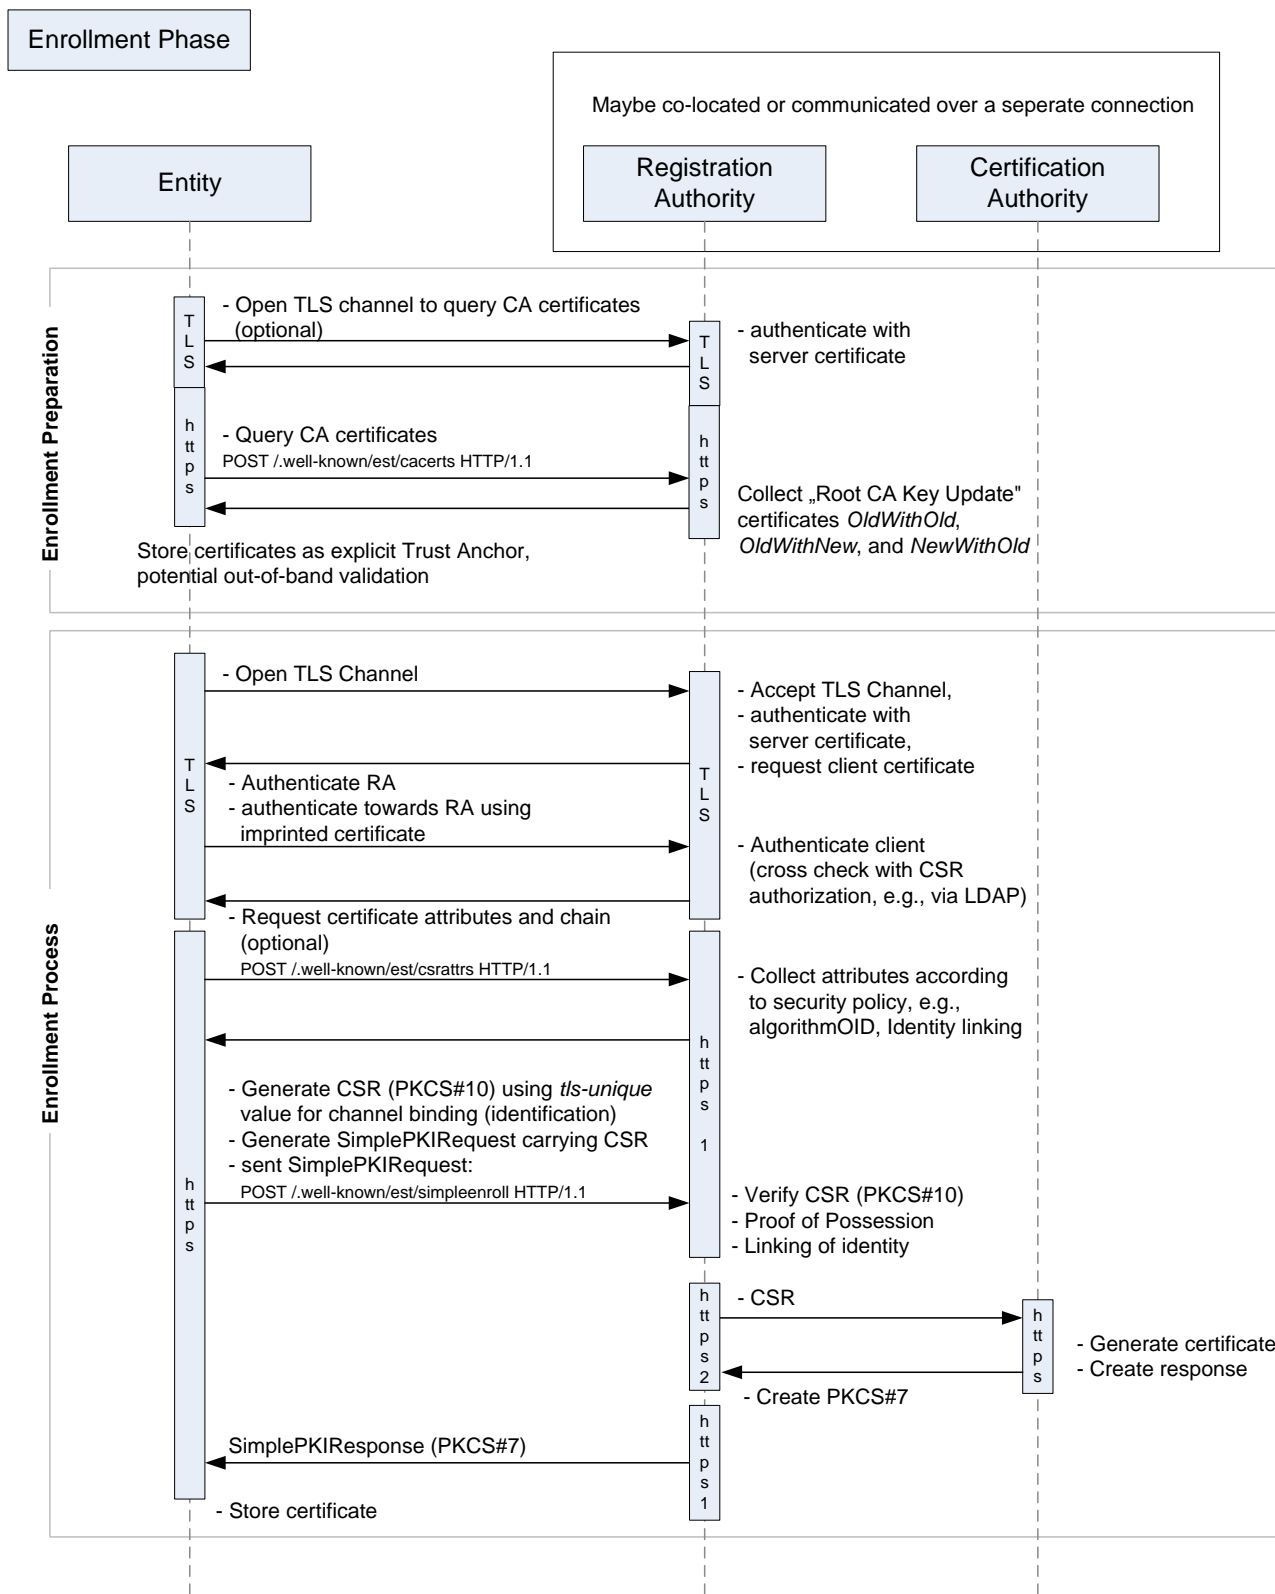 Enrollment Phase
Maybe co-located or communicated over a seperate connection
Entity
Registration
Authority
Certification
Authority
Enrollment Preparation
T
L
S
- Open TLS channel to query CA certificates
(optional)
T
L
S
- authenticate with
server certificate
h
tt
p
s
- Query CA certificates
POST /.well-known/est/cacerts HTTP/1.1
h
tt
p
s
Collect „Root CA Key Update"
certificates OldWithOld,
OldWithNew, and NewWithOld
Store certificates as explicit Trust Anchor,
potential out-of-band validation
Enrollment Process
T
L
S
- Open TLS Channel
T
L
S
- Accept TLS Channel,
- authenticate with
server certificate,
- request client certificate
- Authenticate RA
- authenticate towards RA using
imprinted certificate
- Authenticate client
(cross check with CSR
authorization, e.g., via LDAP)
- Request certificate attributes and chain
(optional)
POST /.well-known/est/csrattrs HTTP/1.1
- Collect attributes according
to security policy, e.g.,
algorithmOID, Identity linking
h
tt
p
s
1
- Generate CSR (PKCS#10) using tls-unique
value for channel binding (identification)
- Generate SimplePKIRequest carrying CSR
- sent SimplePKIRequest:
POST /.well-known/est/simpleenroll HTTP/1.1
h
tt
p
s
- Verify CSR (PKCS#10)
- Proof of Possession
- Linking of identity
h
tt
p
s
2
- CSR
h
tt
p
s
- Generate certificate
- Create response
- Create PKCS#7
h
tt
p
s
1
SimplePKIResponse (PKCS#7)
- Store certificate